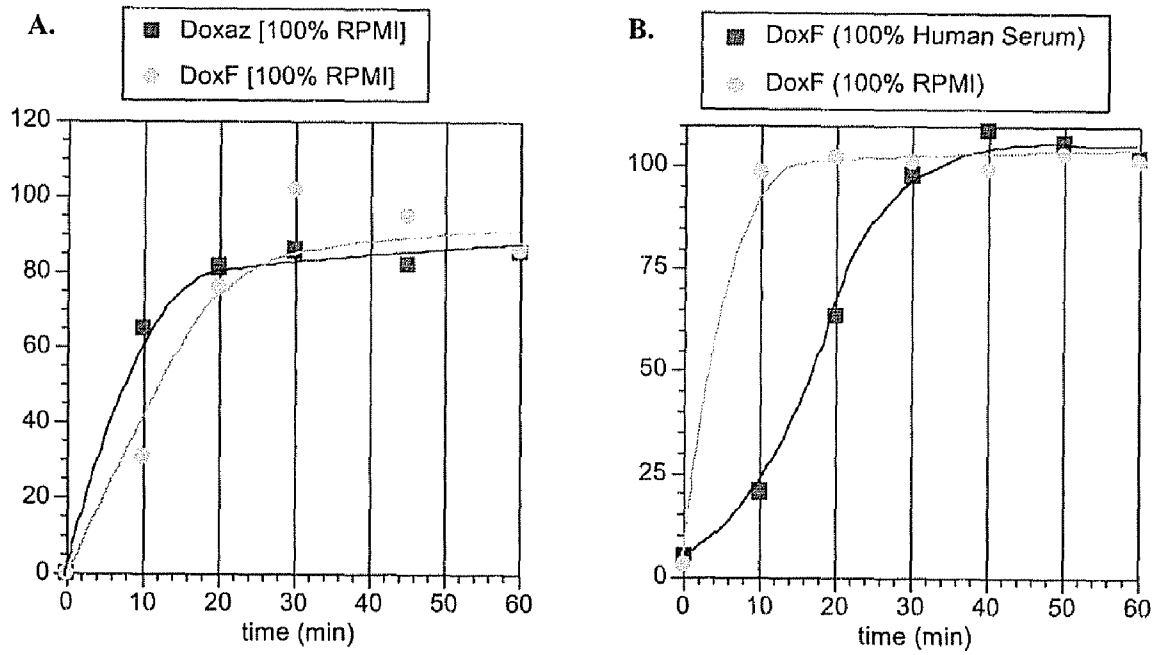 A.
Doxaz [100% RPMI]
DoxF [100% RPMI]
120
100
80
60
40
20
0
0 10 20 30 40 50 60
time (min)
B.
DoxF (100% Human Serum)
DoxF (100% RPMI)
100
75
50
25
0
0 10 20 30 40 50 60
time (min)